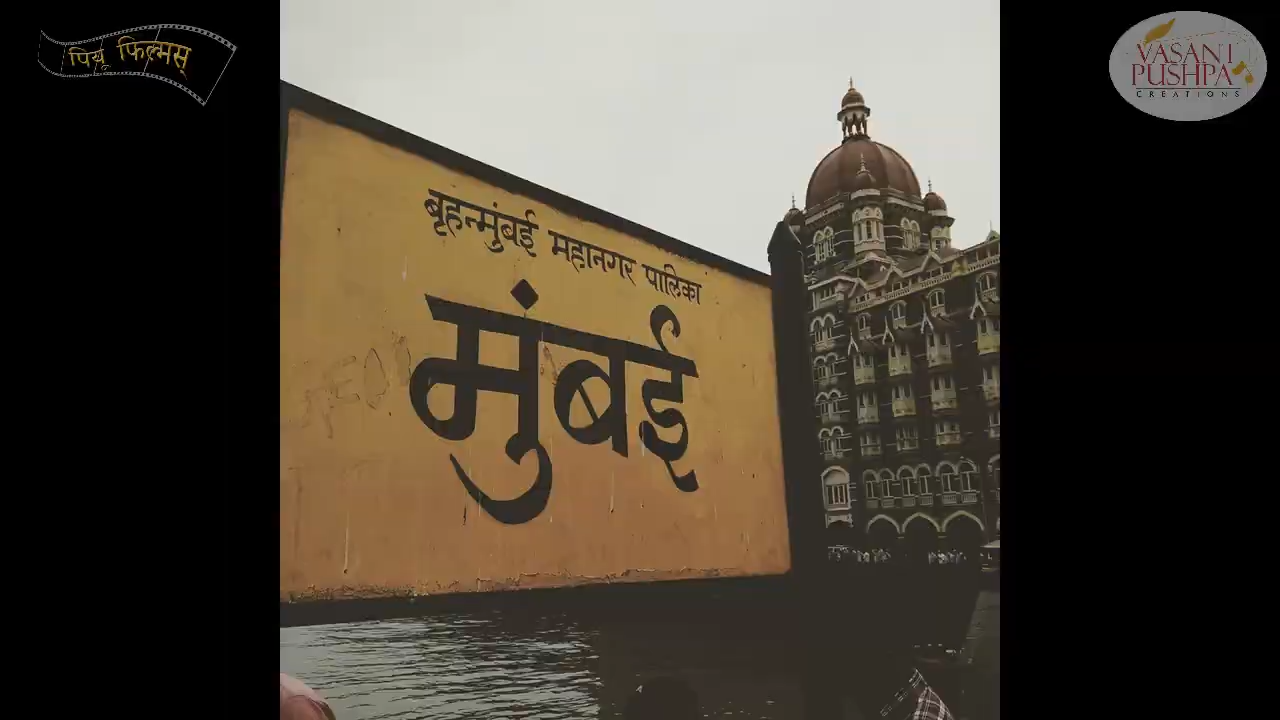 पियू फिल्मस्
VASANT
PUSHPA
CREATIONS
बृहन्मुंबई महानगर पालिका
मुंबई